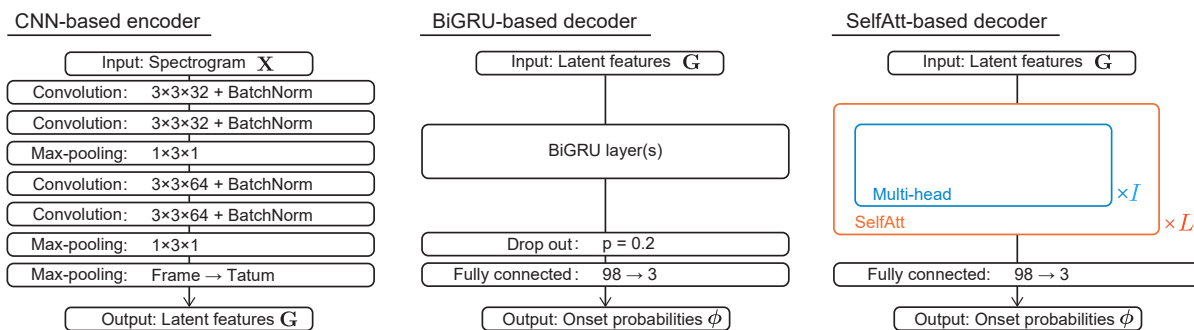 CNN-based encoder
Input: Spectrogram X
Convolution: 3×3×32 + BatchNorm
Convolution: 3×3×32 + BatchNorm
Max-pooling: 1×3×1
Convolution: 3×3×64 + BatchNorm
Convolution: 3×3×64 + BatchNorm
Max-pooling: 1×3×1
Max-pooling: Frame → Tatum
Output: Latent features G
BiGRU-based decoder
Input: Latent features G
BiGRU layer(s)
Drop out: p = 0.2
Fully connected: 98 → 3
Output: Onset probabilities ϕ
SelfAtt-based decoder
Input: Latent features G
Multi-head ×I
SelfAtt ×L
Fully connected: 98 → 3
Output: Onset probabilities ϕ